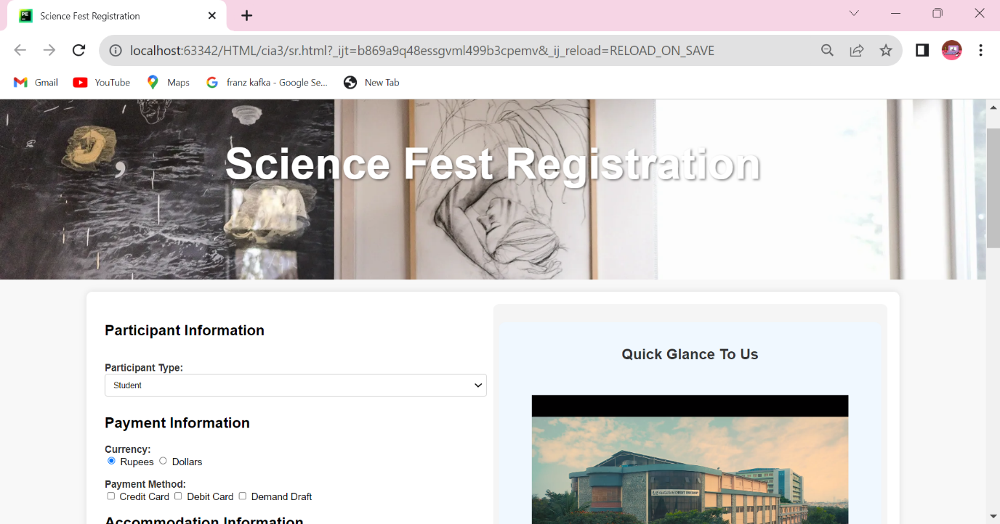 Science Fest Registration
localhost:63342/HTML/cia3/sr.html?_ijt=b869a9q48essgvml499b3cpemv&_ij_reload=RELOAD_ON_SAVE
Gmail YouTube Maps franz kafka - Google Se... New Tab
Science Fest Registration
Participant Information
Participant Type:
Student
Payment Information
Currency:
Rupees Dollars
Payment Method:
Credit Card Debit Card Demand Draft
Accommodation Information
Quick Glance To Us